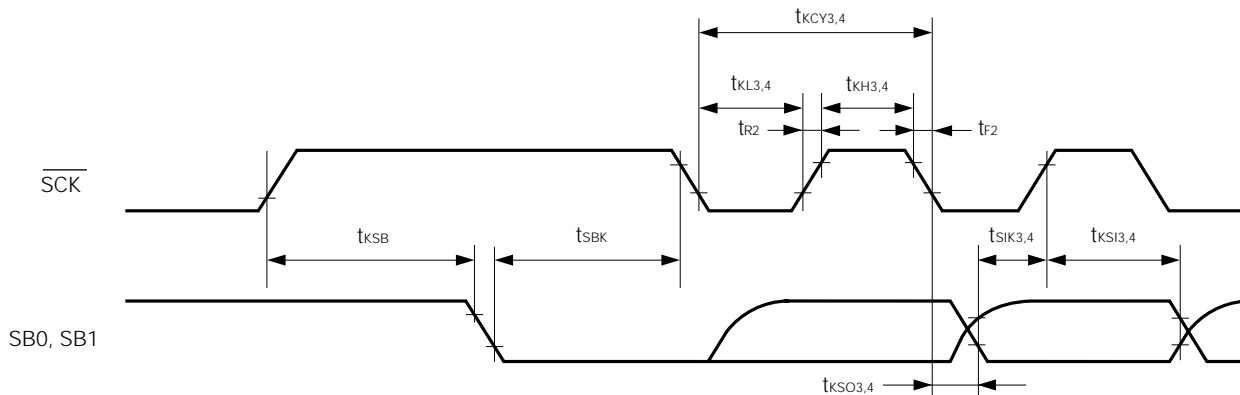 tKCY3,4
tKL3,4
tKH3,4
tR2
tF2
SCK
tKSB
tSBK
tSIK3,4
tKSI3,4
SB0, SB1
tKSO3,4